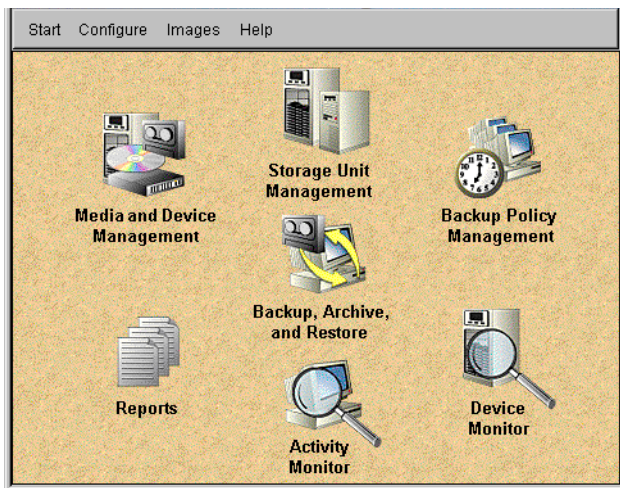 Start Configure Images Help
Storage Unit
Management
Media and Device
Management
Backup Policy
Management
Backup, Archive,
and Restore
Reports
Device
Monitor
Activity
Monitor